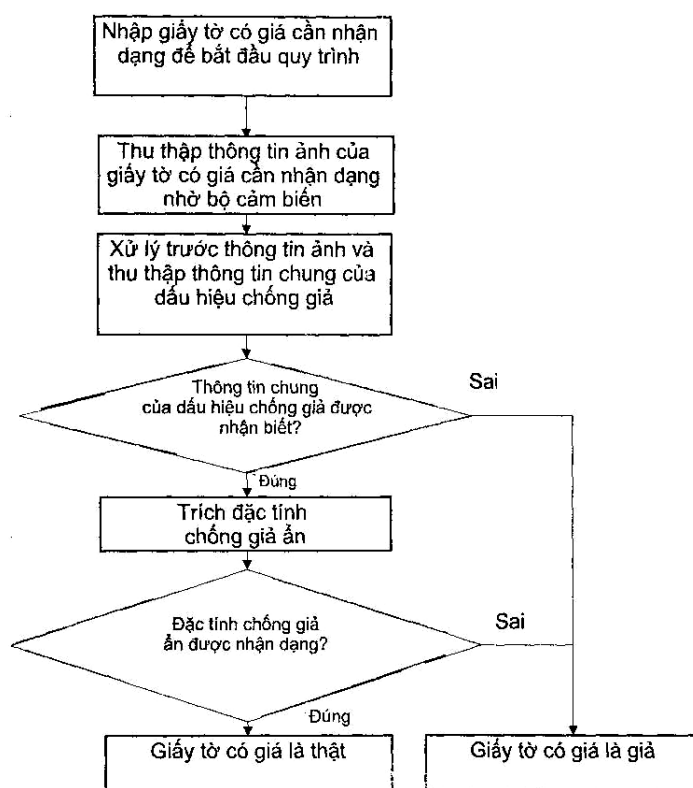 Nhập giấy tờ có giá cần nhận
dạng để bắt đầu quy trình
Thu thập thông tin ảnh của
giấy tờ có giá cần nhận dạng
nhờ bộ cảm biến
Xử lý trước thông tin ảnh và
thu thập thông tin chung của
dấu hiệu chống giả
Thông tin chung
của dấu hiệu chống giả được
nhận biết?
Sai
Đúng
Trích đặc tính
chống giả ẩn
Đặc tính chống giả
ẩn được nhận dạng?
Sai
Đúng
Giấy tờ có giá là thật
Giấy tờ có giá là giả